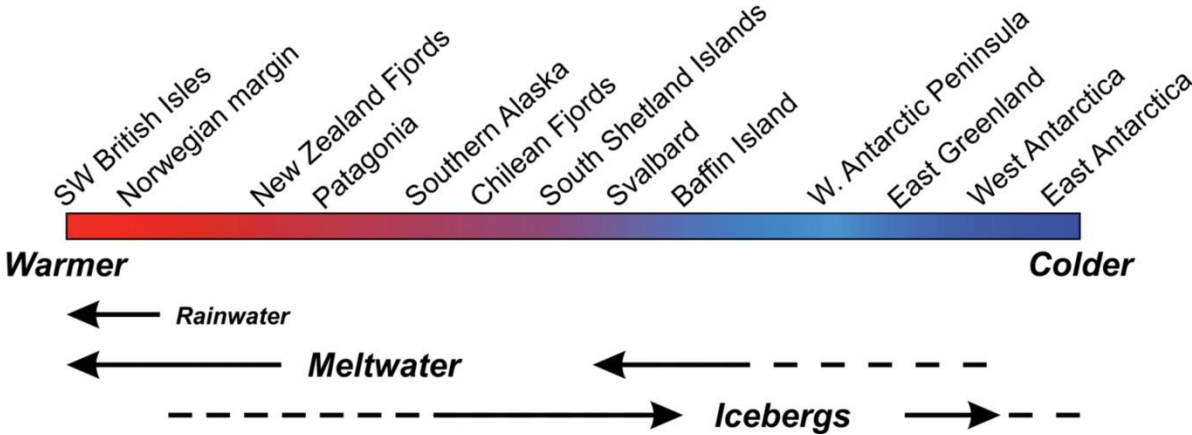 SW British Isles
Norwegian margin
New Zealand Fjords
Patagonia
Southern Alaska
Chilean Fjords
South Shetland Islands
Svalbard
Baffin Island
W. Antarctic Peninsula
East Greenland
West Antarctica
East Antarctica
Warmer
Colder
Rainwater
Meltwater
Icebergs